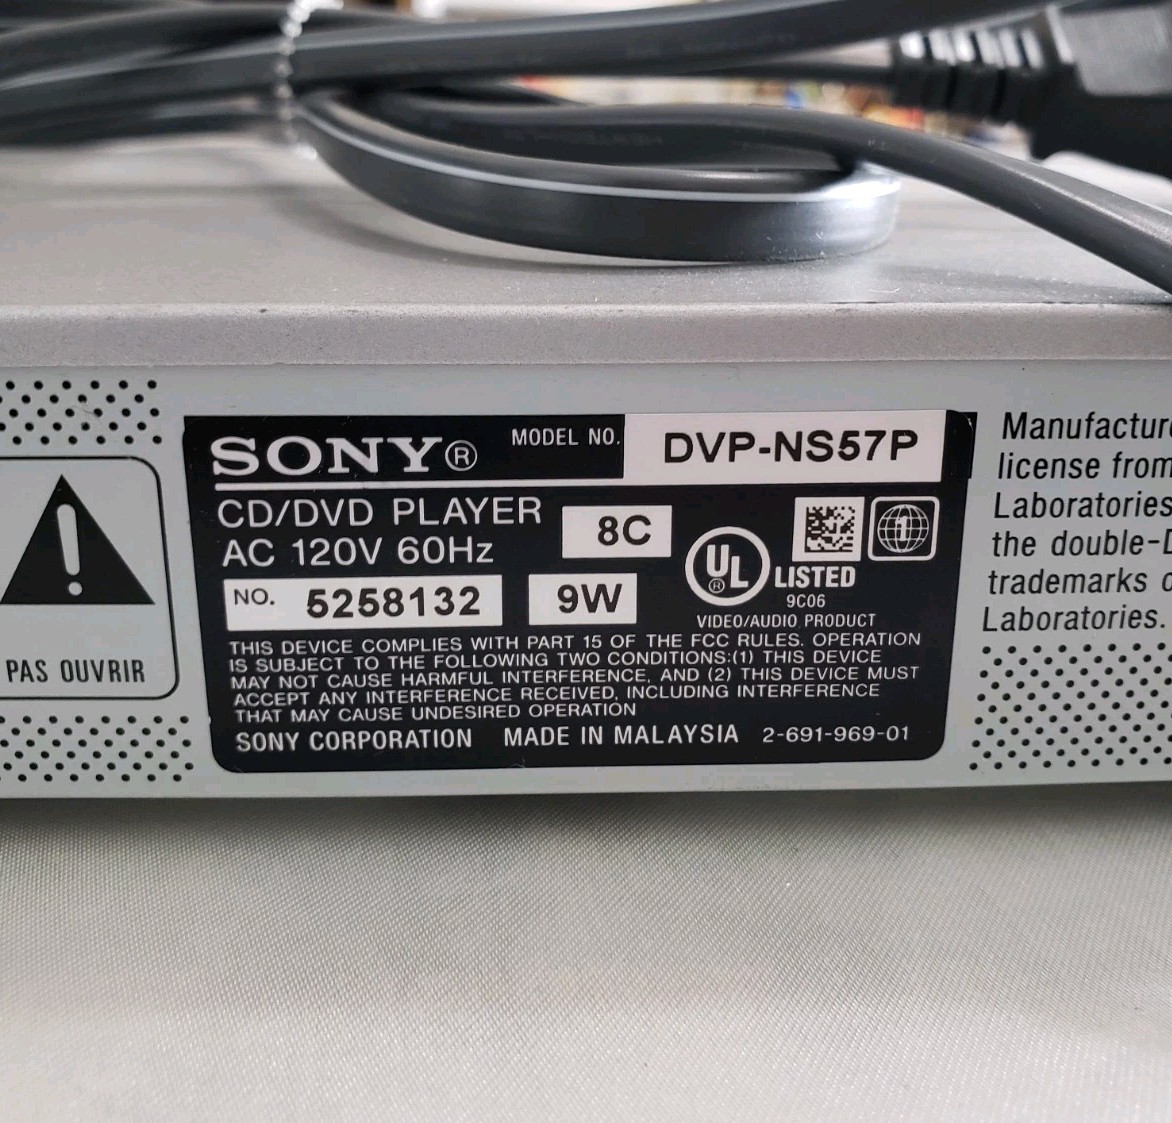 SONY®
MODEL NO.
DVP-NS57P
CD/DVD PLAYER
AC 120V 60Hz
8C
NO. 5258132
9W
UL ®
LISTED
9C06
VIDEO/AUDIO PRODUCT
THIS DEVICE COMPLIES WITH PART 15 OF THE FCC RULES. OPERATION
IS SUBJECT TO THE FOLLOWING TWO CONDITIONS:(1) THIS DEVICE
MAY NOT CAUSE HARMFUL INTERFERENCE, AND (2) THIS DEVICE MUST
ACCEPT ANY INTERFERENCE RECEIVED, INCLUDING INTERFERENCE
THAT MAY CAUSE UNDESIRED OPERATION
SONY CORPORATION MADE IN MALAYSIA 2-691-969-01
!
PAS OUVRIR
1
Manufactur
license from
Laboratories
the double-D
trademarks o
Laboratories.